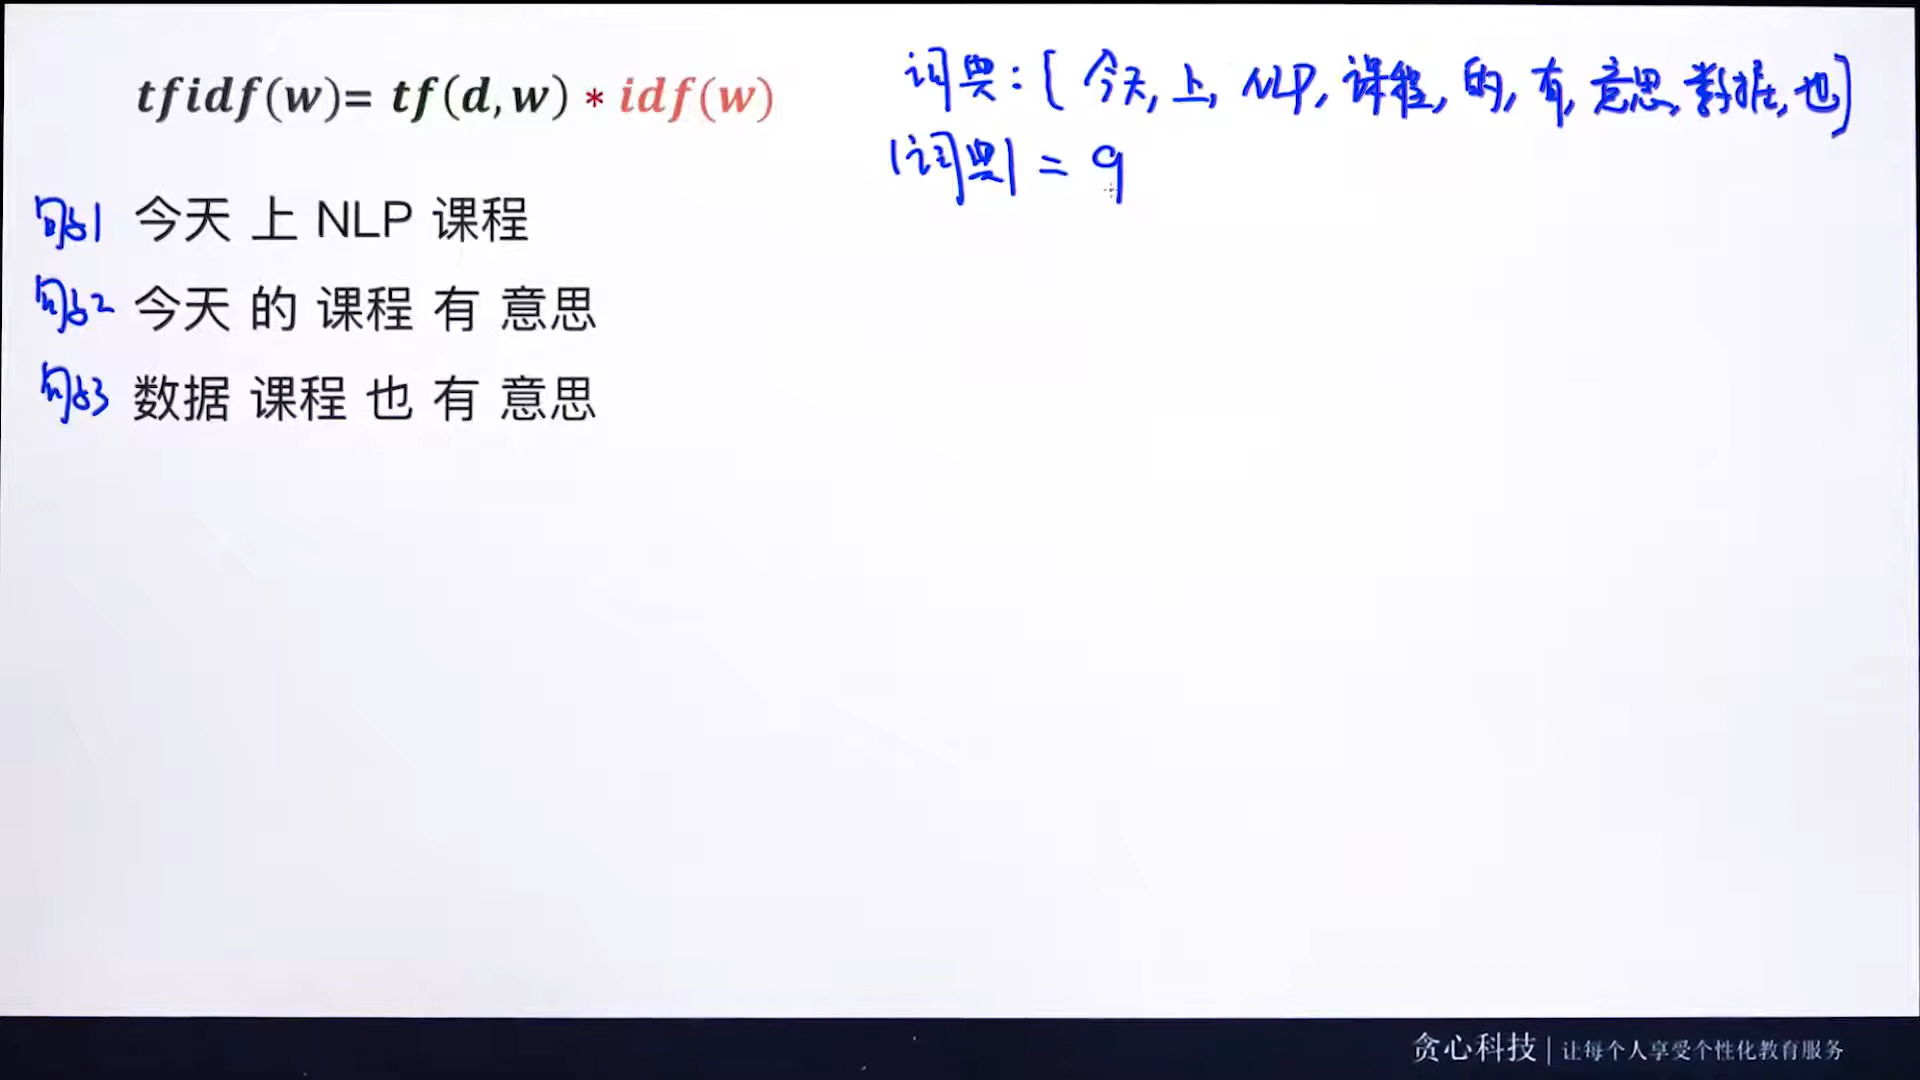 tfidf(w)= tf(d,w) * idf(w)
词典: [今天, 上, NLP, 课程, 的, 有, 意思, 数据, 也]
|词典| = 9
句子1 今天 上 NLP 课程
句子2 今天 的 课程 有 意思
句子3 数据 课程 也 有 意思
贪心科技 | 让每个人享受个性化教育服务